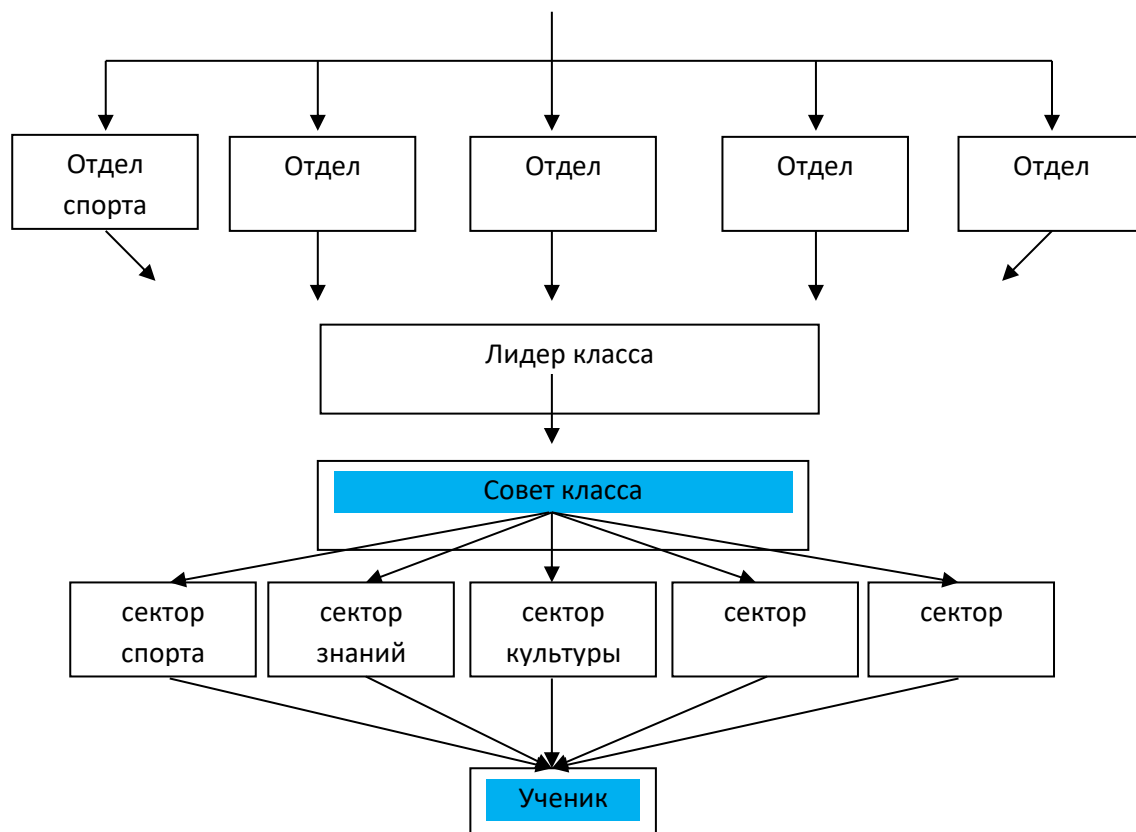 Отдел
спорта
Отдел
Отдел
Отдел
Отдел
Лидер класса
Совет класса
сектор
спорта
сектор
знаний
сектор
культуры
сектор
сектор
Ученик